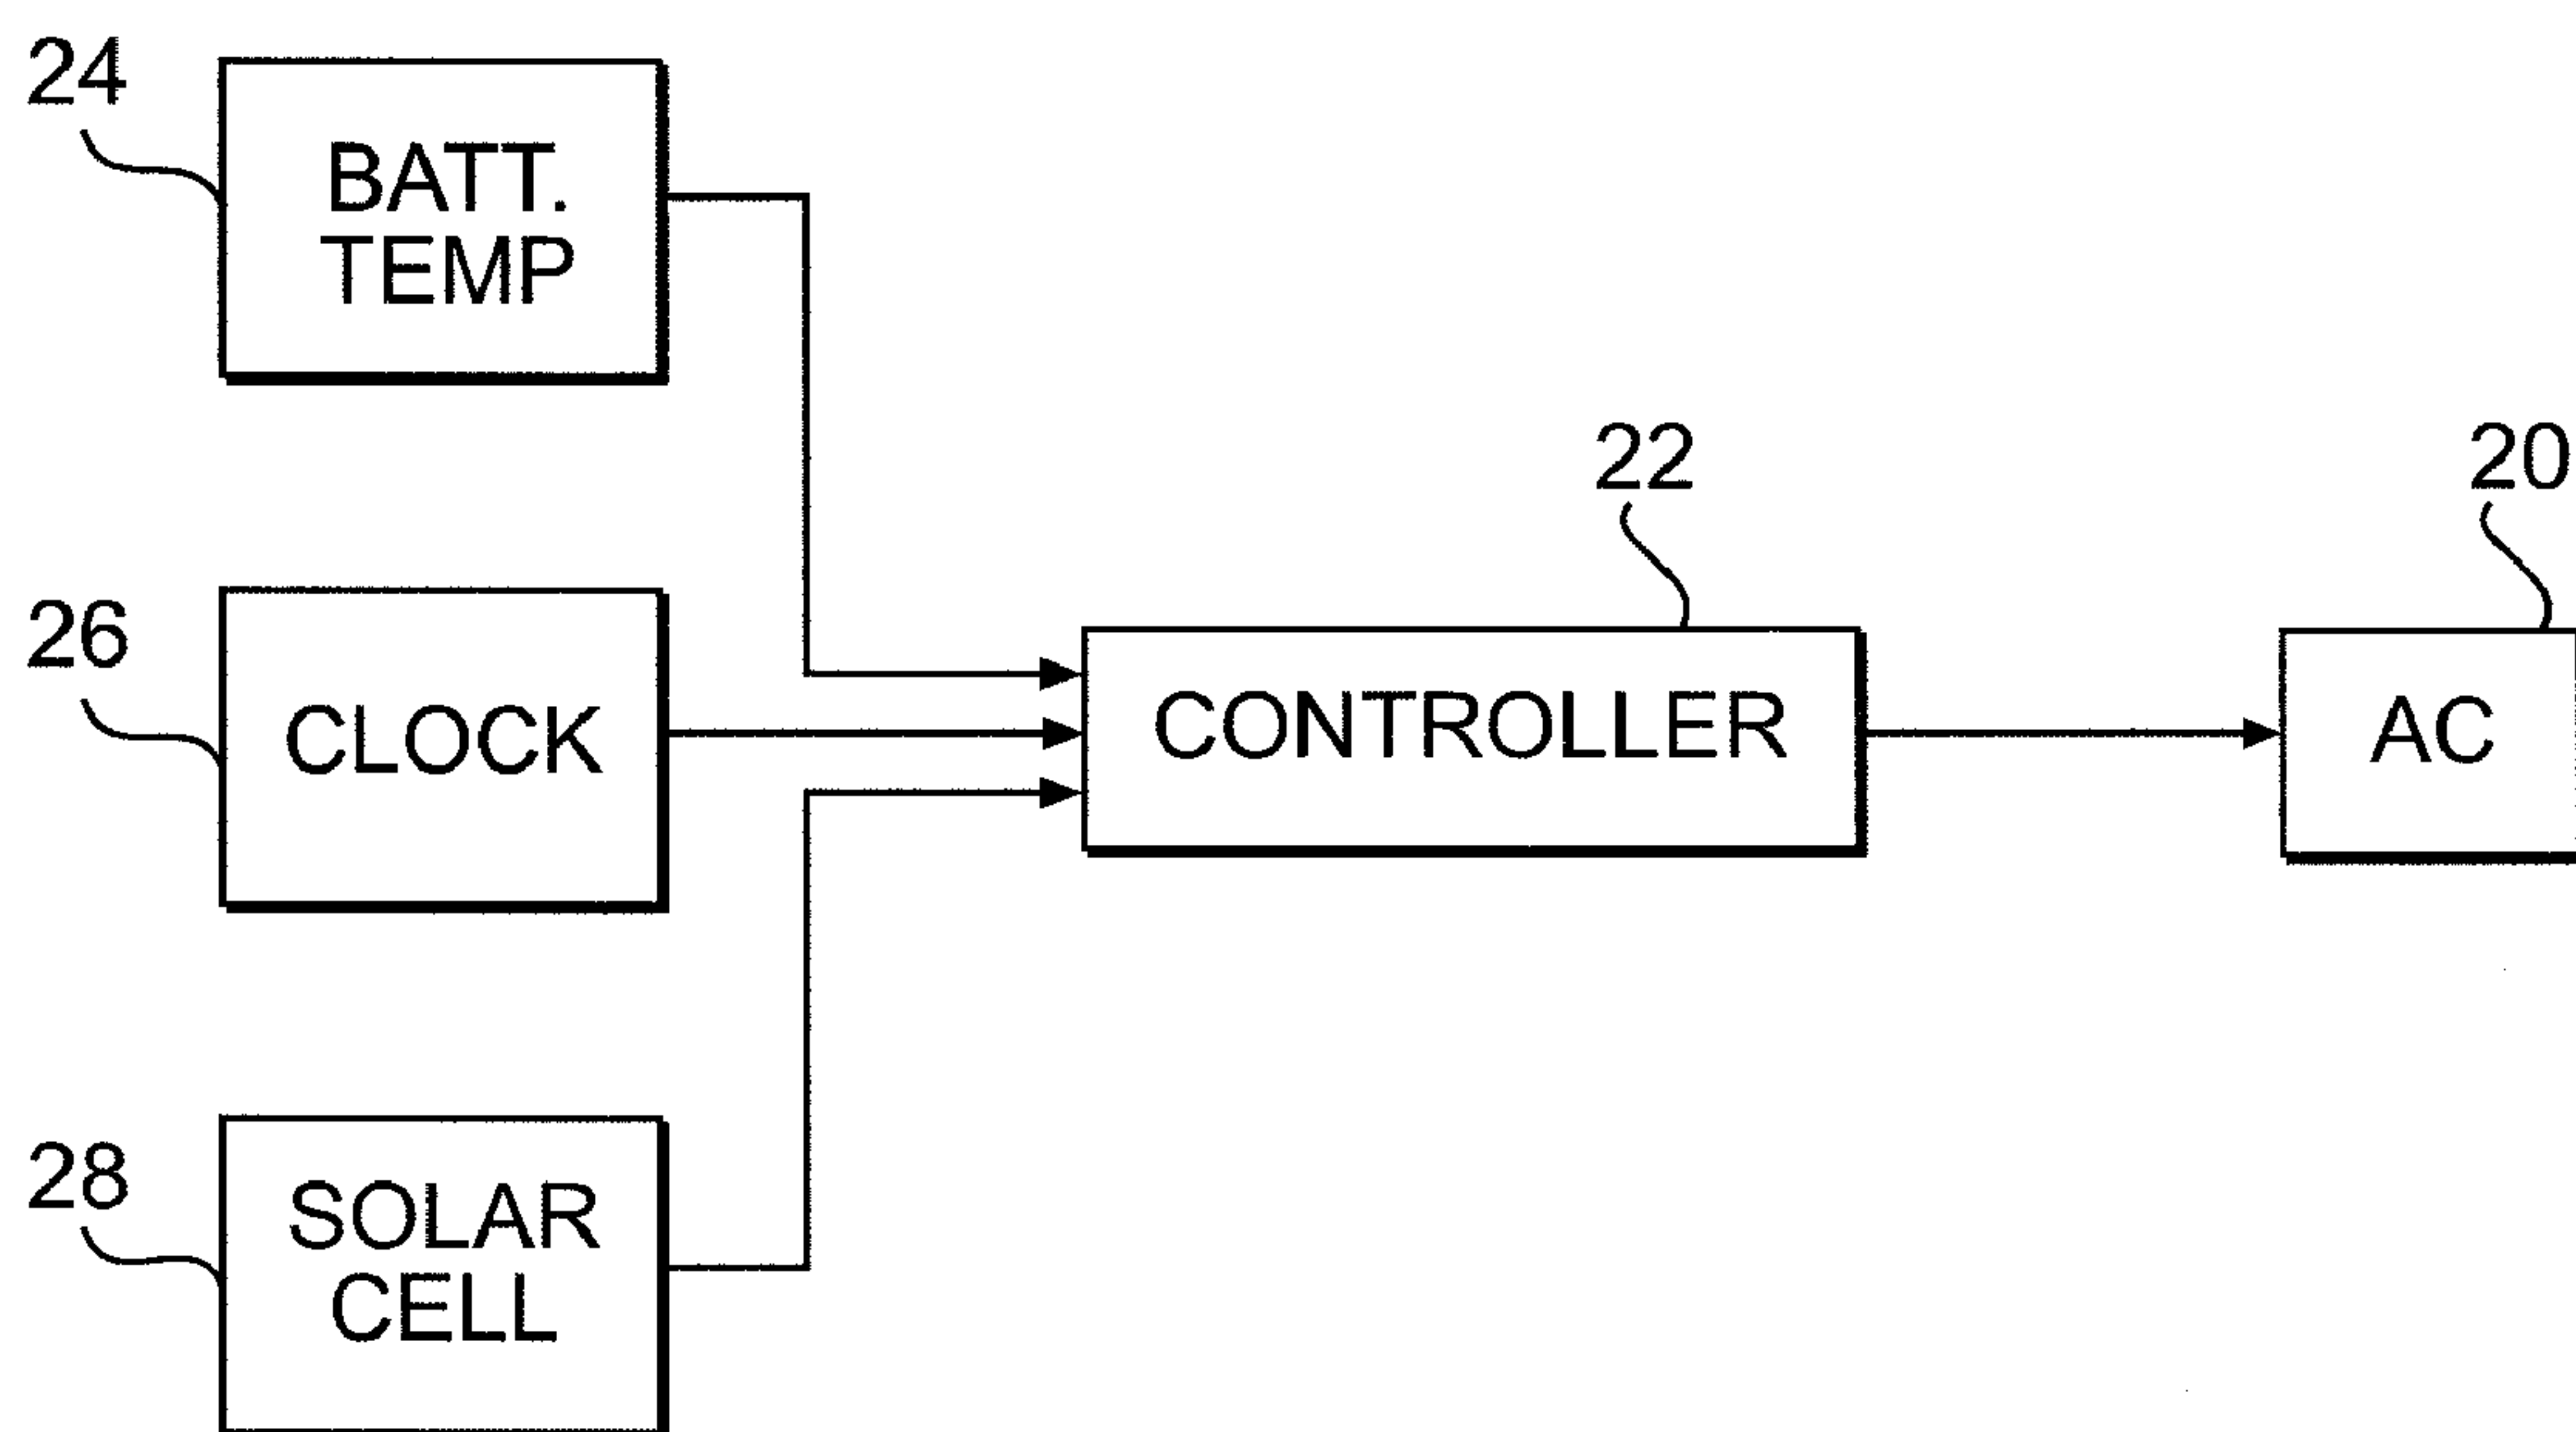 24
BATT.
TEMP
26
CLOCK
28
SOLAR
CELL
22
CONTROLLER
20
AC